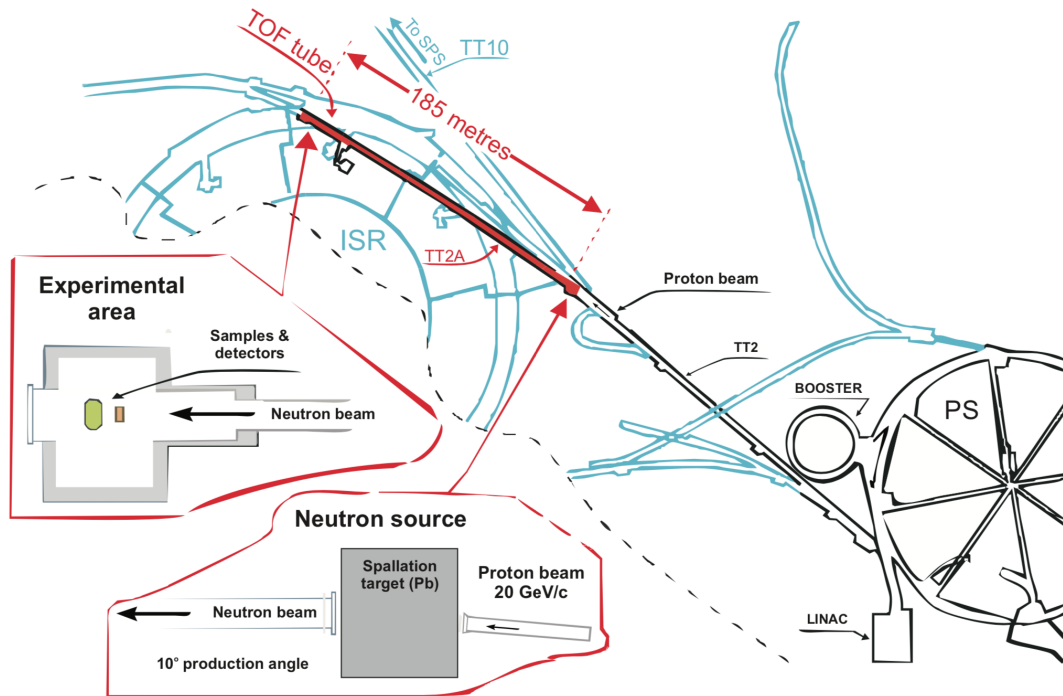 TOF tube
To SPS
TT10
185 metres
ISR
TT2A
Proton beam
TT2
BOOSTER
PS
LINAC
Experimental
area
Samples &
detectors
Neutron beam
Neutron source
Spallation
target (Pb)
Proton beam
20 GeV/c
Neutron beam
10° production angle